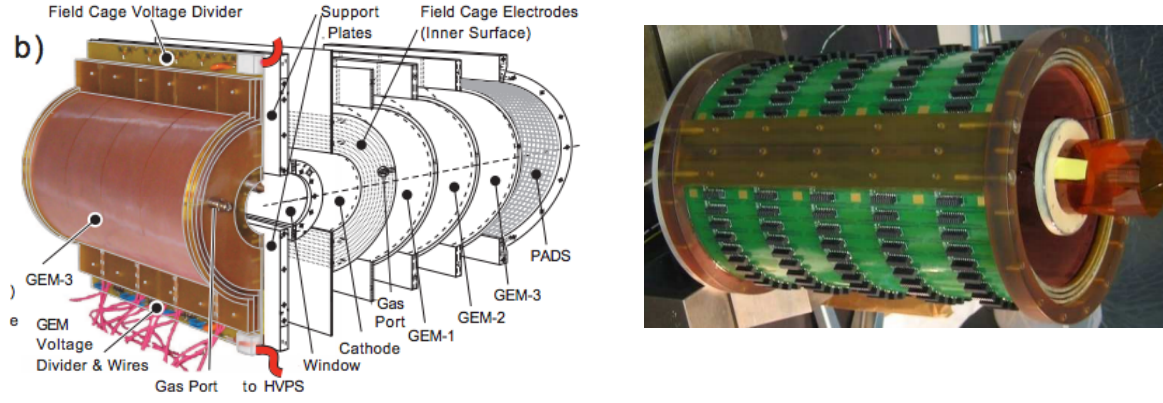 Field Cage Voltage Divider
Support
Plates
Field Cage Electrodes
(Inner Surface)
b)
PADS
GEM-3
GEM-3
)
e
GEM
Voltage
Divider & Wires
Gas
Port
GEM-2
GEM-1
Cathode
Window
Gas Port
to HVPS